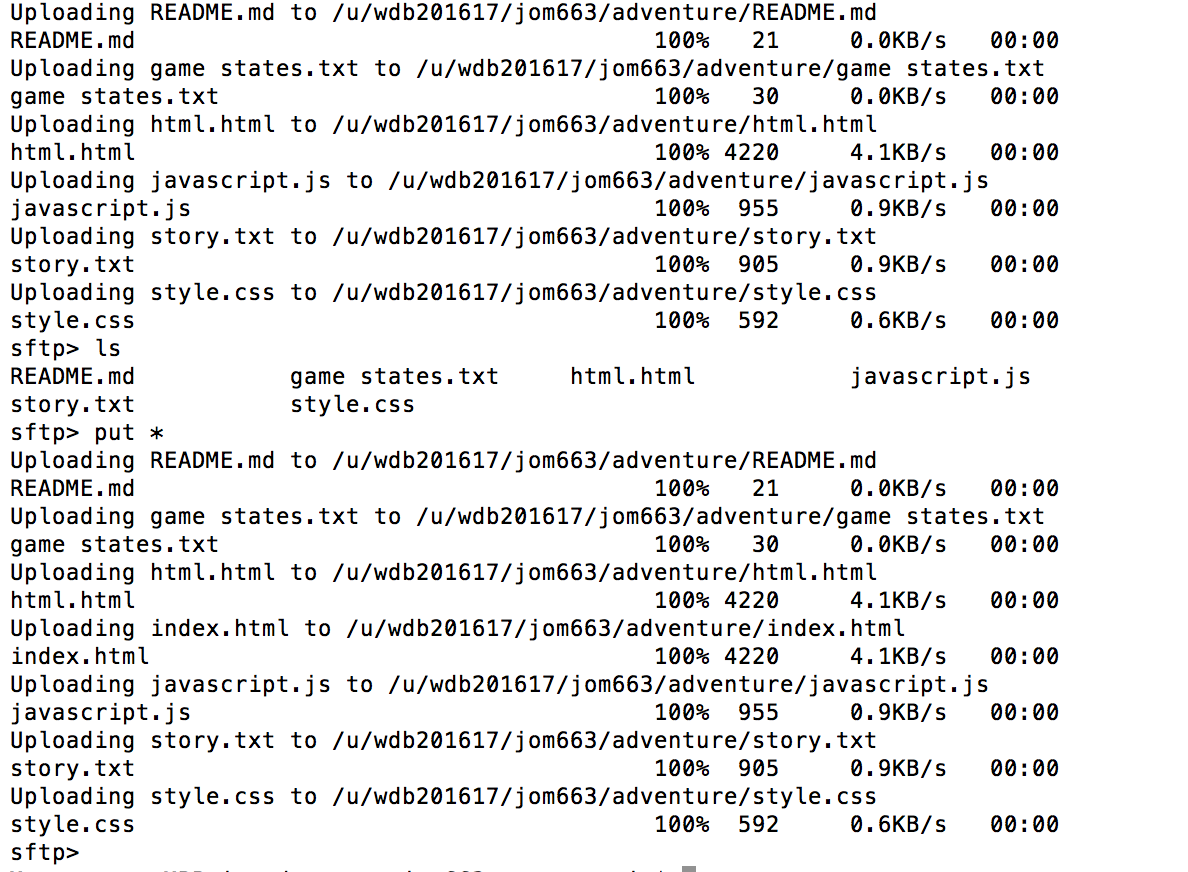 Uploading README.md to /u/wdb201617/jom663/adventure/README.md
README.md 100% 21 0.0KB/s 00:00
Uploading game states.txt to /u/wdb201617/jom663/adventure/game states.txt
game states.txt 100% 30 0.0KB/s 00:00
Uploading html.html to /u/wdb201617/jom663/adventure/html.html
html.html 100% 4220 4.1KB/s 00:00
Uploading javascript.js to /u/wdb201617/jom663/adventure/javascript.js
javascript.js 100% 955 0.9KB/s 00:00
Uploading story.txt to /u/wdb201617/jom663/adventure/story.txt
story.txt 100% 905 0.9KB/s 00:00
Uploading style.css to /u/wdb201617/jom663/adventure/style.css
style.css 100% 592 0.6KB/s 00:00
sftp> ls
README.md game states.txt html.html javascript.js
story.txt style.css
sftp> put *
Uploading README.md to /u/wdb201617/jom663/adventure/README.md
README.md 100% 21 0.0KB/s 00:00
Uploading game states.txt to /u/wdb201617/jom663/adventure/game states.txt
game states.txt 100% 30 0.0KB/s 00:00
Uploading html.html to /u/wdb201617/jom663/adventure/html.html
html.html 100% 4220 4.1KB/s 00:00
Uploading index.html to /u/wdb201617/jom663/adventure/index.html
index.html 100% 4220 4.1KB/s 00:00
Uploading javascript.js to /u/wdb201617/jom663/adventure/javascript.js
javascript.js 100% 955 0.9KB/s 00:00
Uploading story.txt to /u/wdb201617/jom663/adventure/story.txt
story.txt 100% 905 0.9KB/s 00:00
Uploading style.css to /u/wdb201617/jom663/adventure/style.css
style.css 100% 592 0.6KB/s 00:00
sftp>